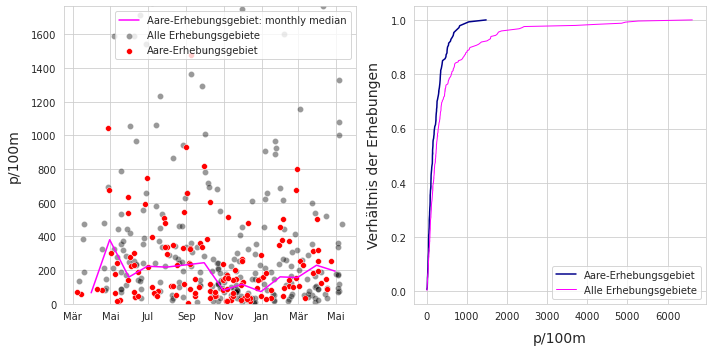 Aare-Erhebungsgebiet: monthly median
Alle Erhebungsgebiete
Aare-Erhebungsgebiet
p/100m
1600
1400
1200
1000
800
600
400
200
0
Mär Mai Jul Sep Nov Jan Mär Mai
Verhältnis der Erhebungen
1.0
0.8
0.6
0.4
0.2
0.0
Aare-Erhebungsgebiet
Alle Erhebungsgebiete
0 1000 2000 3000 4000 5000 6000
p/100m